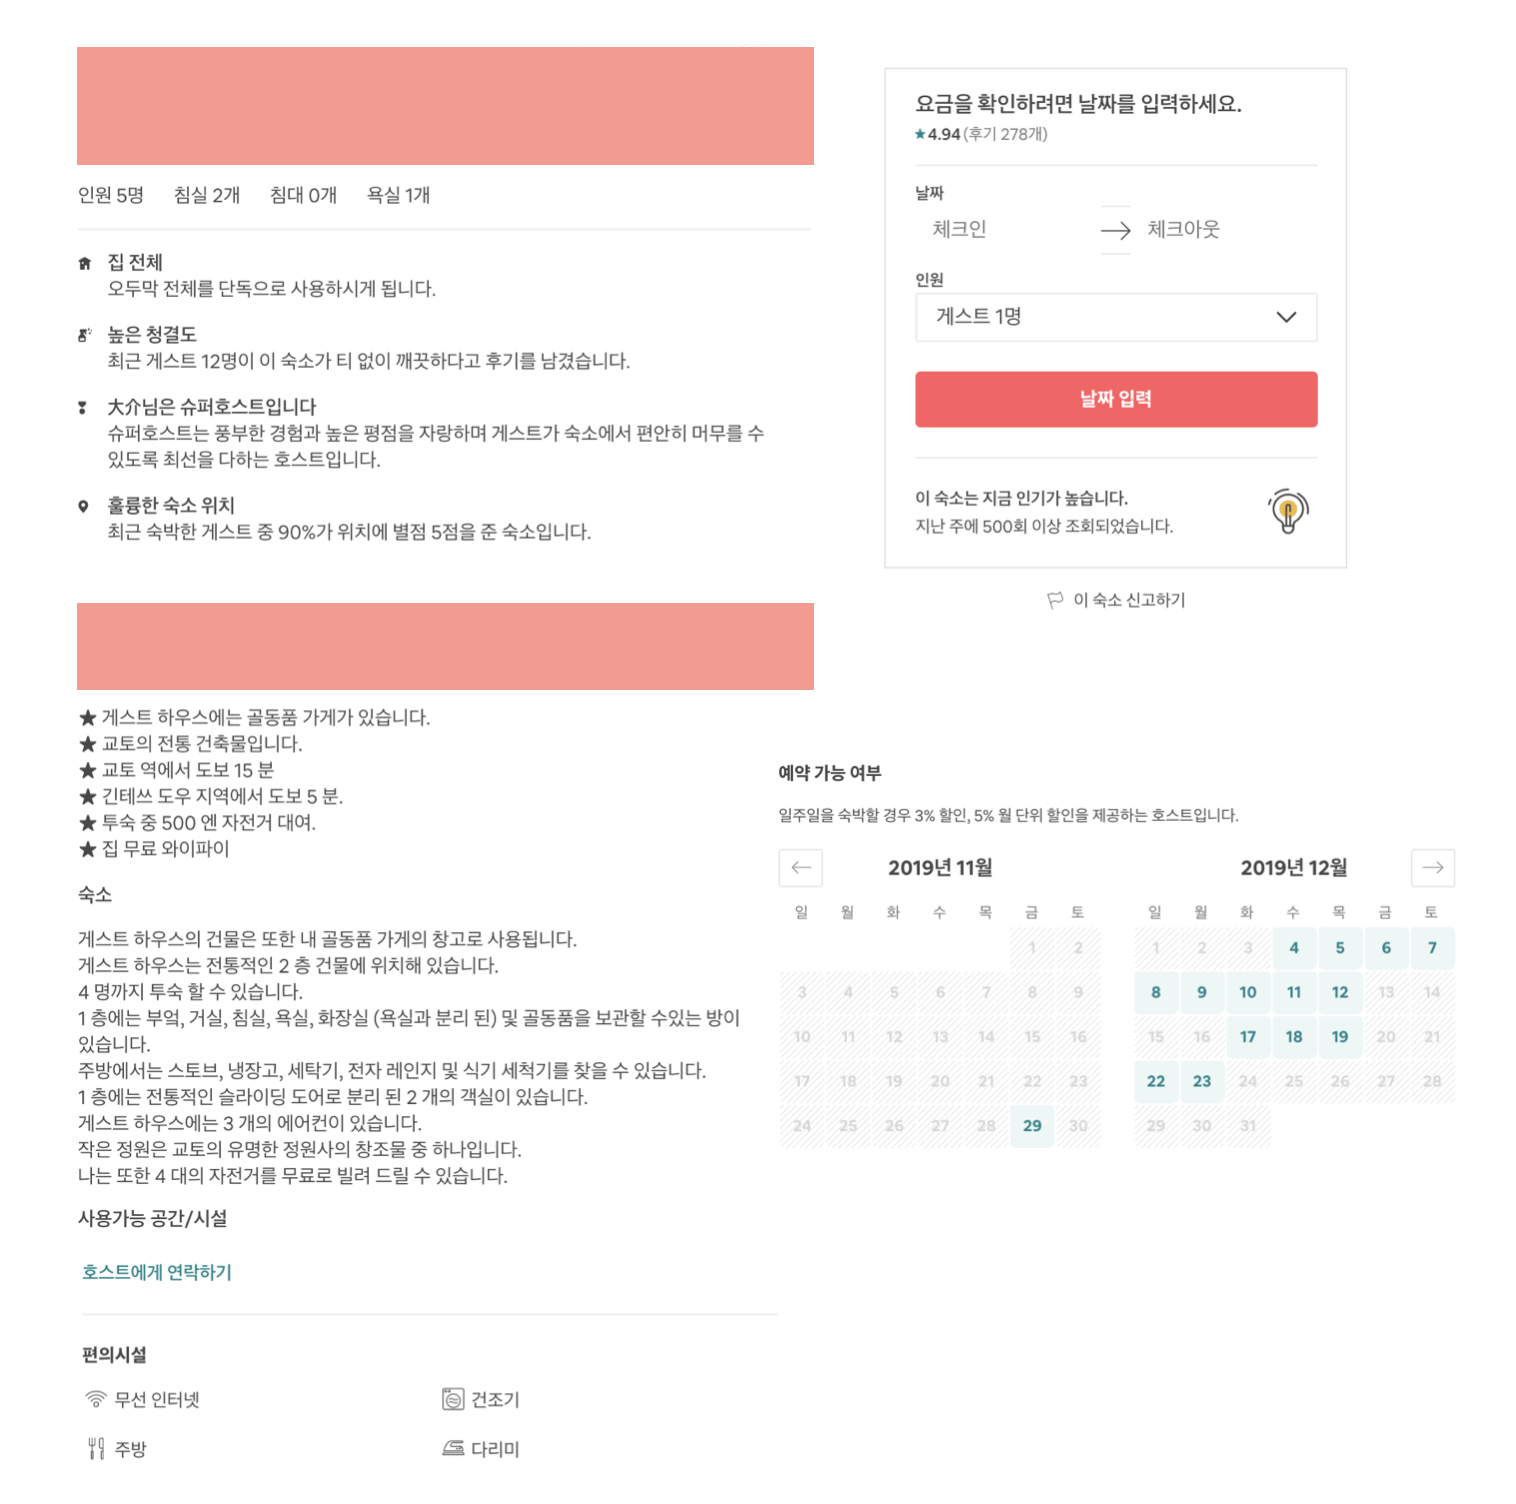 인원 5명 침실 2개 침대 0개 욕실 1개
집 전체
오두막 전체를 단독으로 사용하시게 됩니다.
높은 청결도
최근 게스트 12명이 이 숙소가 티 없이 깨끗하다고 후기를 남겼습니다.
大介님은 슈퍼호스트입니다
슈퍼호스트는 풍부한 경험과 높은 평점을 자랑하며 게스트가 숙소에서 편안히 머무를 수
있도록 최선을 다하는 호스트입니다.
훌륭한 숙소 위치
최근 숙박한 게스트 중 90%가 위치에 별점 5점을 준 숙소입니다.
요금을 확인하려면 날짜를 입력하세요.
★4.94 (후기 278개)
날짜
체크인 → 체크아웃
인원
게스트 1명
날짜 입력
이 숙소는 지금 인기가 높습니다.
지난 주에 500회 이상 조회되었습니다.
이 숙소 신고하기
★ 게스트 하우스에는 골동품 가게가 있습니다.
★ 교토의 전통 건축물입니다.
★ 교토 역에서 도보 15 분
★ 긴테쓰 도우 지역에서 도보 5 분.
★ 투숙 중 500 엔 자전거 대여.
★ 집 무료 와이파이
숙소
게스트 하우스의 건물은 또한 내 골동품 가게의 창고로 사용됩니다.
게스트 하우스는 전통적인 2 층 건물에 위치해 있습니다.
4 명까지 투숙 할 수 있습니다.
1 층에는 부엌, 거실, 침실, 욕실, 화장실 (욕실과 분리 된) 및 골동품을 보관할 수있는 방이
있습니다.
주방에서는 스토브, 냉장고, 세탁기, 전자 레인지 및 식기 세척기를 찾을 수 있습니다.
1 층에는 전통적인 슬라이딩 도어로 분리 된 2 개의 객실이 있습니다.
게스트 하우스에는 3 개의 에어컨이 있습니다.
작은 정원은 교토의 유명한 정원사의 창조물 중 하나입니다.
나는 또한 4 대의 자전거를 무료로 빌려 드릴 수 있습니다.
사용가능 공간/시설
호스트에게 연락하기
편의시설
무선 인터넷 건조기
주방 다리미
예약 가능 여부
일주일을 숙박할 경우 3% 할인, 5% 월 단위 할인을 제공하는 호스트입니다.
← 2019년 11월
일 월 화 수 목 금 토
1 2
3 4 5 6 7 8 9
10 11 12 13 14 15 16
17 18 19 20 21 22 23
24 25 26 27 28 29 30
2019년 12월 →
일 월 화 수 목 금 토
1 2 3 4 5 6 7
8 9 10 11 12 13 14
15 16 17 18 19 20 21
22 23 24 25 26 27 28
29 30 31